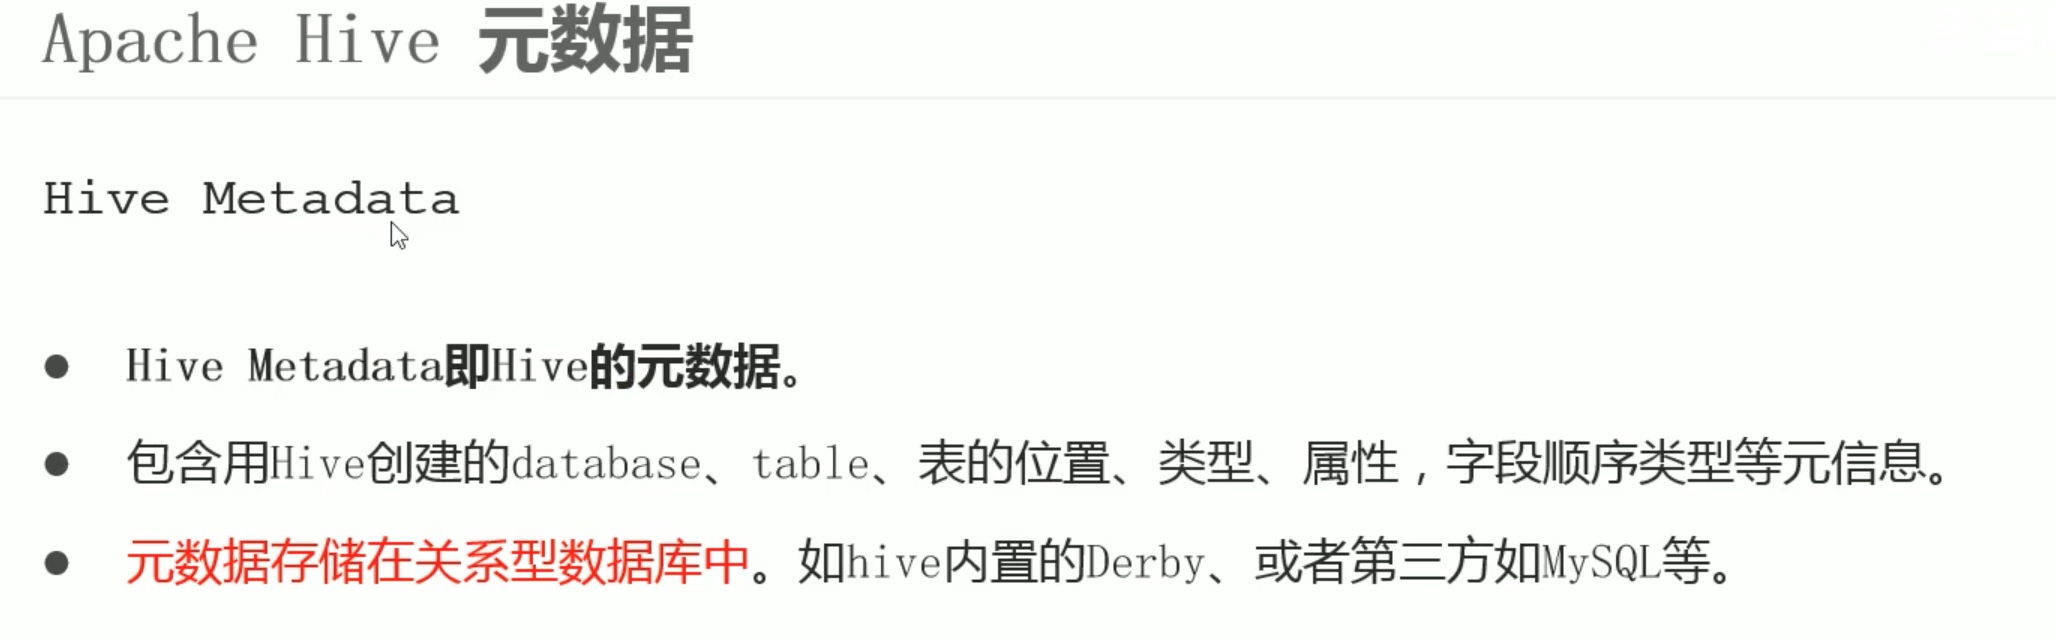 Apache Hive 元数据
Hive Metadata
● Hive Metadata即Hive的元数据。
● 包含用Hive创建的database、table、表的位置、类型、属性，字段顺序类型等元信息。
● 元数据存储在关系型数据库中。如hive内置的Derby、或者第三方如MySQL等。